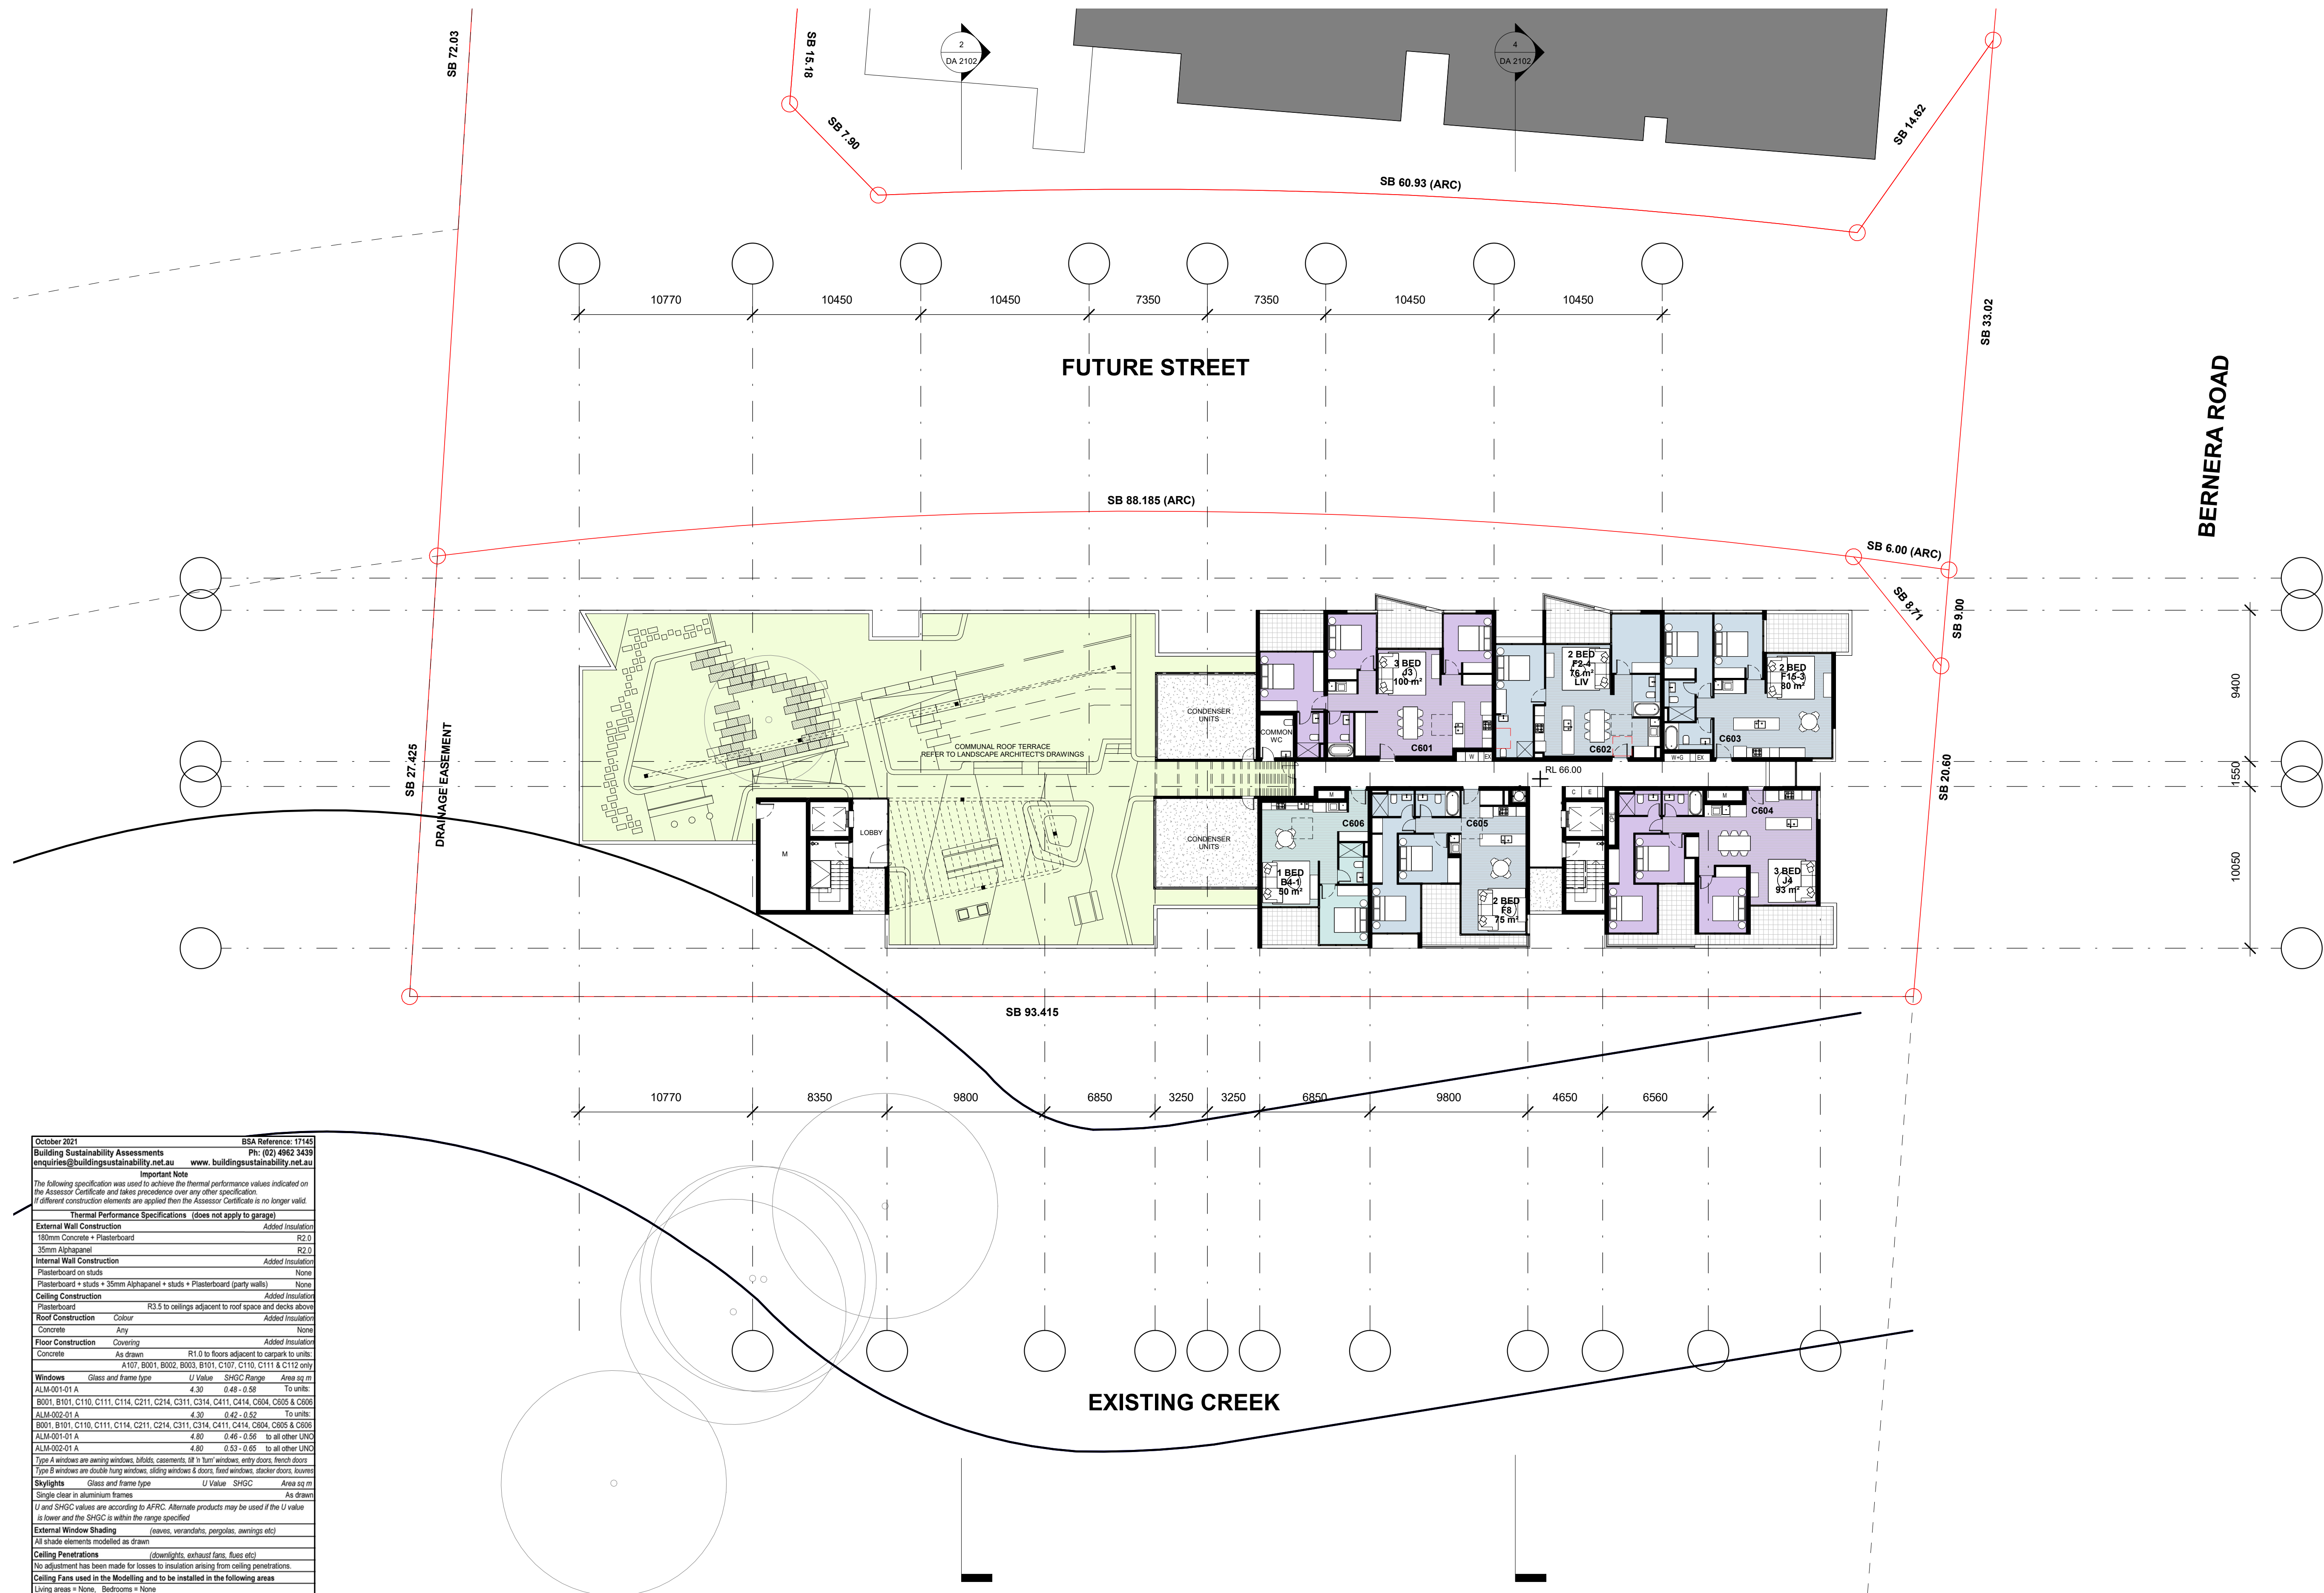 SB 72.03
SB 15.18
2
DA 2102
4
DA 2102
SB 7.90
SB 14.62
SB 60.93 (ARC)
10770
10450
10450
7350
7350
10450
10450
SB 33.02
FUTURE STREET
BERNERA ROAD
SB 88.185 (ARC)
SB 6.00 (ARC)
SB 8.71
SB 9.00
9400
1550
10050
SB 20.60
SB 27.425
DRAINAGE EASEMENT
COMMUNAL ROOF TERRACE
REFER TO LANDSCAPE ARCHITECT'S DRAWINGS
CONDENSER
UNITS
COMMON
WC
3 BED
J3
100 m²
C601
2 BED
F2-4
76 m²
LIV
C602
2 BED
F15-3
80 m²
C603
W
EX
W+G
EX
RL 66.00
M
LOBBY
CONDENSER
UNITS
M
C606
1 BED
B4-1
50 m²
C605
2 BED
F8
75 m²
C
E
M
C604
3 BED
J4
93 m²
SB 93.415
10770
8350
9800
6850
3250
3250
6850
9800
4650
6560
EXISTING CREEK
October 2021 BSA Reference: 17145
Building Sustainability Assessments Ph: (02) 4962 3439
enquiries@buildingsustainability.net.au www. buildingsustainability.net.au
Important Note
The following specification was used to achieve the thermal performance values indicated on
the Assessor Certificate and takes precedence over any other specification.
If different construction elements are applied then the Assessor Certificate is no longer valid.
Thermal Performance Specifications (does not apply to garage)
External Wall Construction Added Insulation
180mm Concrete + Plasterboard R2.0
35mm Alphapanel R2.0
Internal Wall Construction Added Insulation
Plasterboard on studs None
Plasterboard + studs + 35mm Alphapanel + studs + Plasterboard (party walls) None
Ceiling Construction Added Insulation
Plasterboard R3.5 to ceilings adjacent to roof space and decks above
Roof Construction Colour Added Insulation
Concrete Any None
Floor Construction Covering Added Insulation
Concrete As drawn R1.0 to floors adjacent to carpark to units:
A107, B001, B002, B003, B101, C107, C110, C111 & C112 only
Windows Glass and frame type U Value SHGC Range Area sq m
ALM-001-01 A 4.30 0.48 - 0.58 To units:
B001, B101, C110, C111, C114, C211, C214, C311, C314, C411, C414, C604, C605 & C606
ALM-002-01 A 4.30 0.42 - 0.52 To units:
B001, B101, C110, C111, C114, C211, C214, C311, C314, C411, C414, C604, C605 & C606
ALM-001-01 A 4.80 0.46 - 0.56 to all other UNO
ALM-002-01 A 4.80 0.53 - 0.65 to all other UNO
Type A windows are awning windows, bifolds, casements, tilt 'n 'turn' windows, entry doors, french doors
Type B windows are double hung windows, sliding windows & doors, fixed windows, stacker doors, louvres
Skylights Glass and frame type U Value SHGC Area sq m
Single clear in aluminium frames As drawn
U and SHGC values are according to AFRC. Alternate products may be used if the U value
is lower and the SHGC is within the range specified
External Window Shading (eaves, verandahs, pergolas, awnings etc)
All shade elements modelled as drawn
Ceiling Penetrations (downlights, exhaust fans, flues etc)
No adjustment has been made for losses to insulation arising from ceiling penetrations.
Ceiling Fans used in the Modelling and to be installed in the following areas
Living areas = None, Bedrooms = None